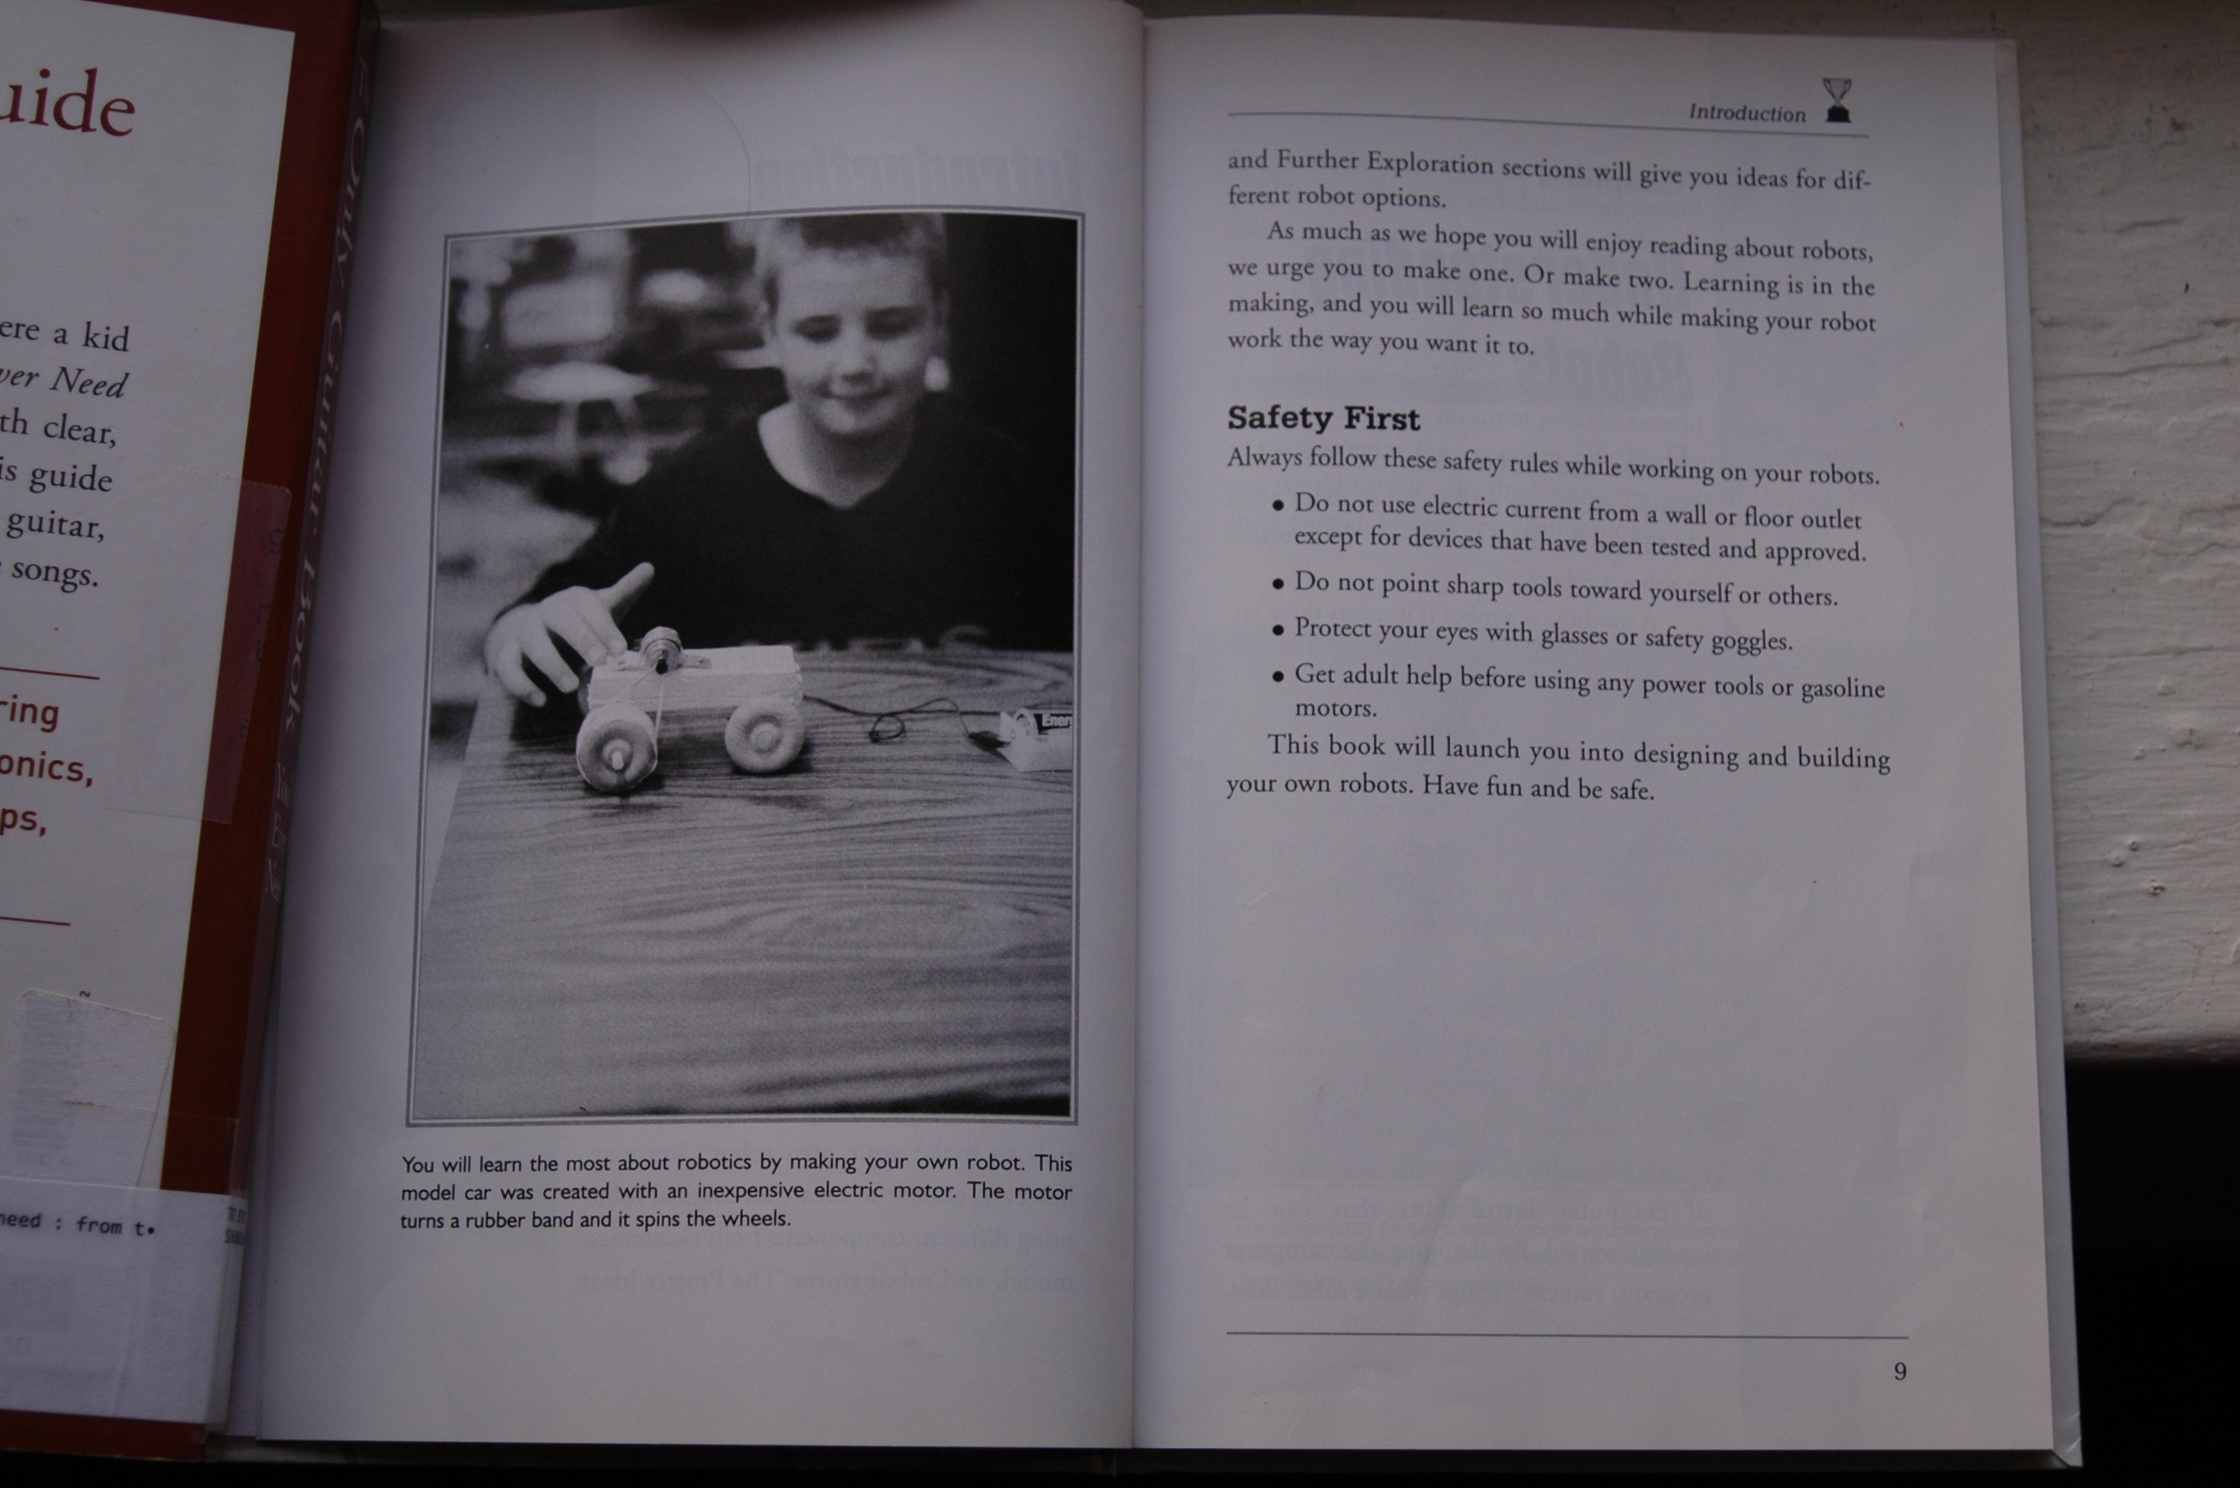 uide
ere a kid
ver Need
th clear,
is guide
guitar,
songs.
ring
onics,
ps,
need : from t•
Only Guitar Book You
Ener
You will learn the most about robotics by making your own robot. This
model car was created with an inexpensive electric motor. The motor
turns a rubber band and it spins the wheels.
Introduction
and Further Exploration sections will give you ideas for dif-
ferent robot options.
As much as we hope you will enjoy reading about robots,
we urge you to make one. Or make two. Learning is in the
making, and you will learn so much while making your robot
work the way you want it to.
Safety First
Always follow these safety rules while working on your robots.
• Do not use electric current from a wall or floor outlet
except for devices that have been tested and approved.
• Do not point sharp tools toward yourself or others.
• Protect your eyes with glasses or safety goggles.
• Get adult help before using any power tools or gasoline
motors.
This book will launch you into designing and building
your own robots. Have fun and be safe.
9